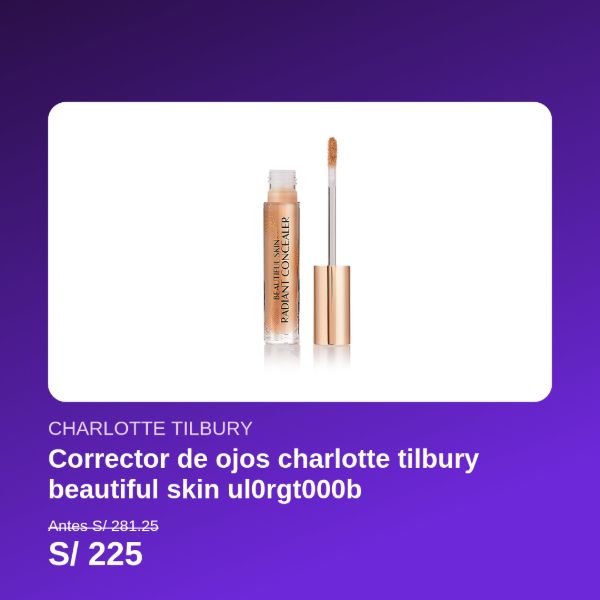 BEAUTIFUL SKIN
RADIANT CONCEALER
CHARLOTTE TILBURY
Corrector de ojos charlotte tilbury
beautiful skin ul0rgt000b
Antes S/ 281.25
S/ 225